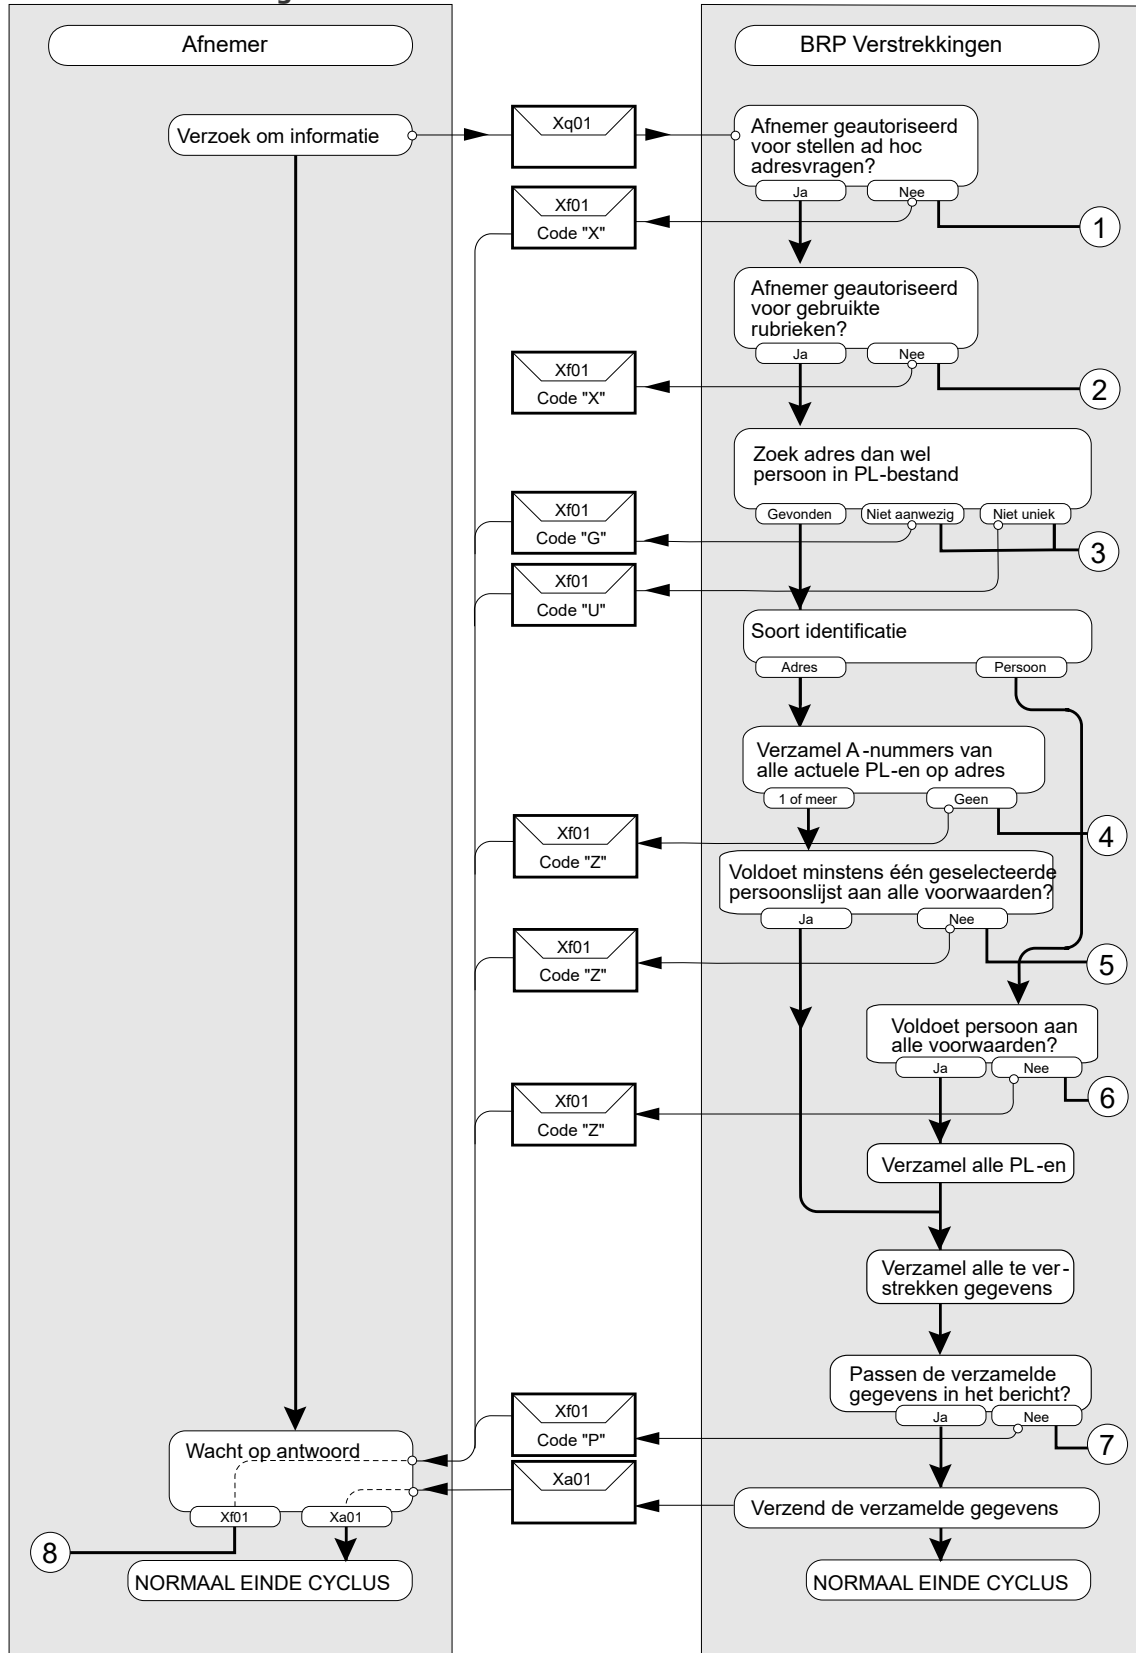 Afnemer
BRP Verstrekkingen
Verzoek om informatie
Xq01
Afnemer geautoriseerd
voor stellen ad hoc
adresvragen?
Ja
Nee
Xf01
Code "X"
1
Afnemer geautoriseerd
voor gebruikte
rubrieken?
Ja
Nee
Xf01
Code "X"
2
Zoek adres dan wel
persoon in PL-bestand
Gevonden
Niet aanwezig
Niet uniek
Xf01
Code "G"
3
Xf01
Code "U"
Soort identificatie
Adres
Persoon
Verzamel A-nummers van
alle actuele PL-en op adres
1 of meer
Geen
Xf01
Code "Z"
4
Voldoet minstens één geselecteerde
persoonslijst aan alle voorwaarden?
Ja
Nee
Xf01
Code "Z"
5
Voldoet persoon aan
alle voorwaarden?
Ja
Nee
Xf01
Code "Z"
6
Verzamel alle PL-en
Verzamel alle te ver-
strekken gegevens
Passen de verzamelde
gegevens in het bericht?
Ja
Nee
Xf01
Code "P"
7
Wacht op antwoord
Xf01
Xa01
Xa01
Verzend de verzamelde gegevens
8
NORMAAL EINDE CYCLUS
NORMAAL EINDE CYCLUS